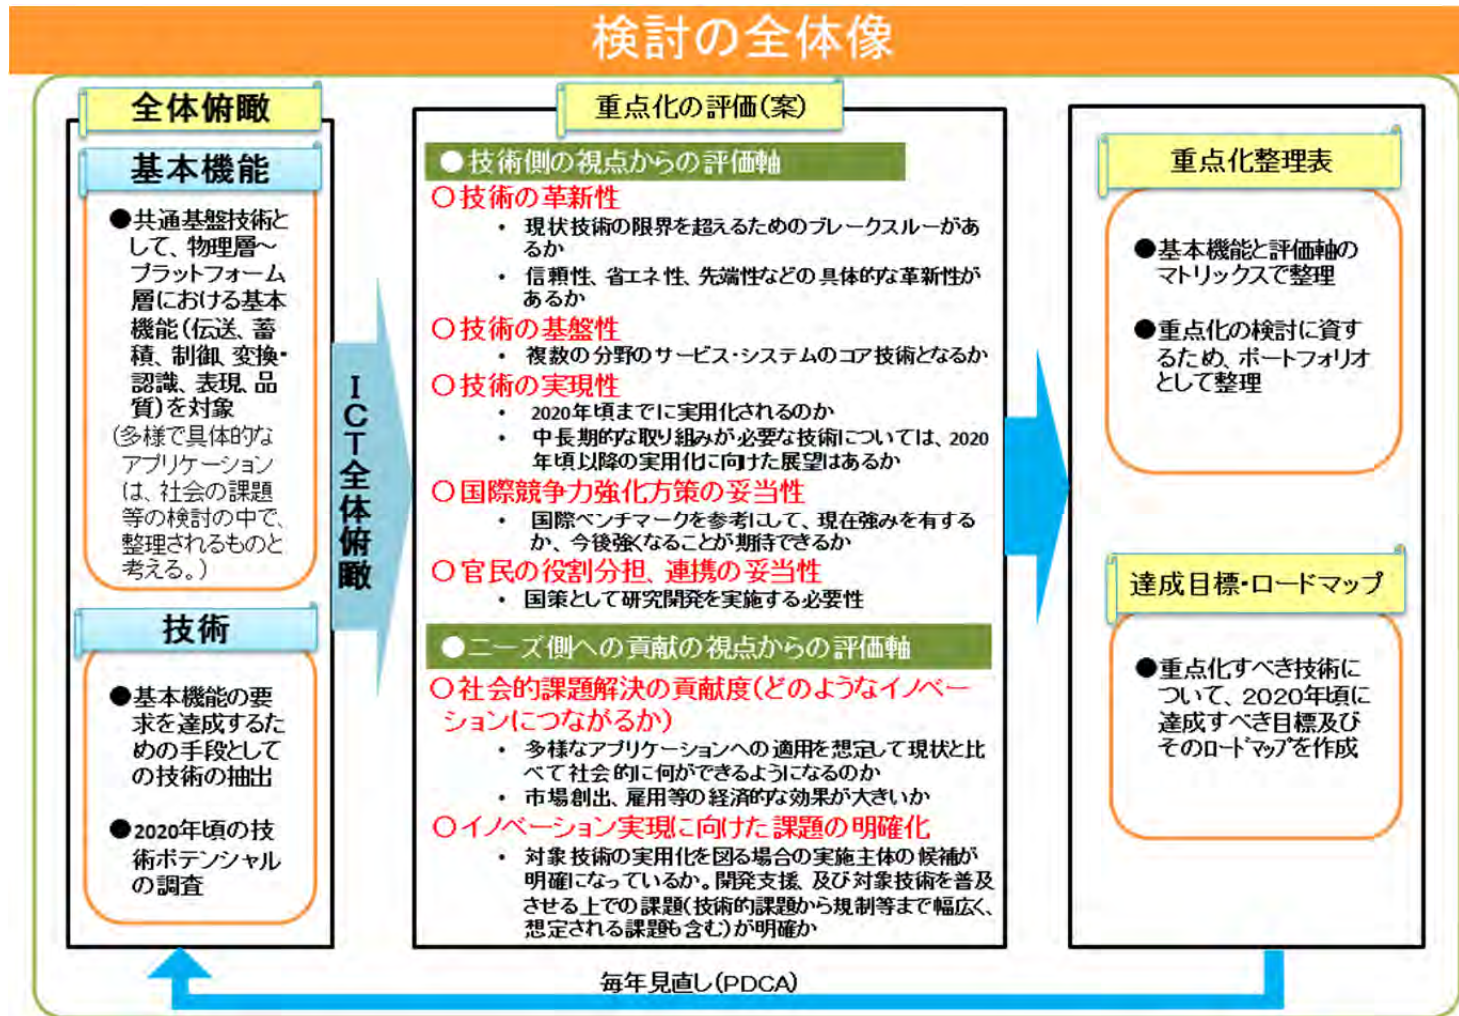 検討の全体像
全体俯瞰
基本機能
●共通基盤技術と
して、物理層～
プラットフォーム
層における基本
機能(伝送、蓄
積、制御、変換・
認識、表現、品
質)を対象
(多様で具体的な
アプリケーション
は、社会の課題
等の検討の中で、
整理されるものと
考える。)
技術
●基本機能の要
求を達成するた
めの手段として
の技術の抽出
●2020年頃の技
術ポテンシャル
の調査
ICT全体俯瞰
重点化の評価(案)
●技術側の視点からの評価軸
○技術の革新性
・ 現状技術の限界を超えるためのブレークスルーがあ
るか
・ 信頼性、省エネ性、先端性などの具体的な革新性が
あるか
○技術の基盤性
・ 複数の分野のサービス・システムのコア技術となるか
○技術の実現性
・ 2020年頃までに実用化されるのか
・ 中長期的な取り組みが必要な技術については、2020
年頃以降の実用化に向けた展望はあるか
○国際競争力強化方策の妥当性
・ 国際ベンチマークを参考にして、現在強みを有する
か、今後強くなることが期待できるか
○官民の役割分担、連携の妥当性
・ 国策として研究開発を実施する必要性
●ニーズ側への貢献の視点からの評価軸
○社会的課題解決の貢献度(どのようなイノベー
ションにつながるか)
・ 多様なアプリケーションへの適用を想定して現状と比
べて社会的に何ができるようになるのか
・ 市場創出、雇用等の経済的な効果が大きいか
○イノベーション実現に向けた課題の明確化
・ 対象技術の実用化を図る場合の実施主体の候補が
明確になっているか。開発支援、及び対象技術を普及
させる上での課題(技術的課題から規制等まで幅広く、
想定される課題も含む)が明確か
重点化整理表
●基本機能と評価軸の
マトリックスで整理
●重点化の検討に資す
るため、ポートフォリオ
として整理
達成目標・ロードマップ
●重点化すべき技術に
ついて、2020年頃に
達成すべき目標及び
そのロードマップを作成
毎年見直し(PDCA)